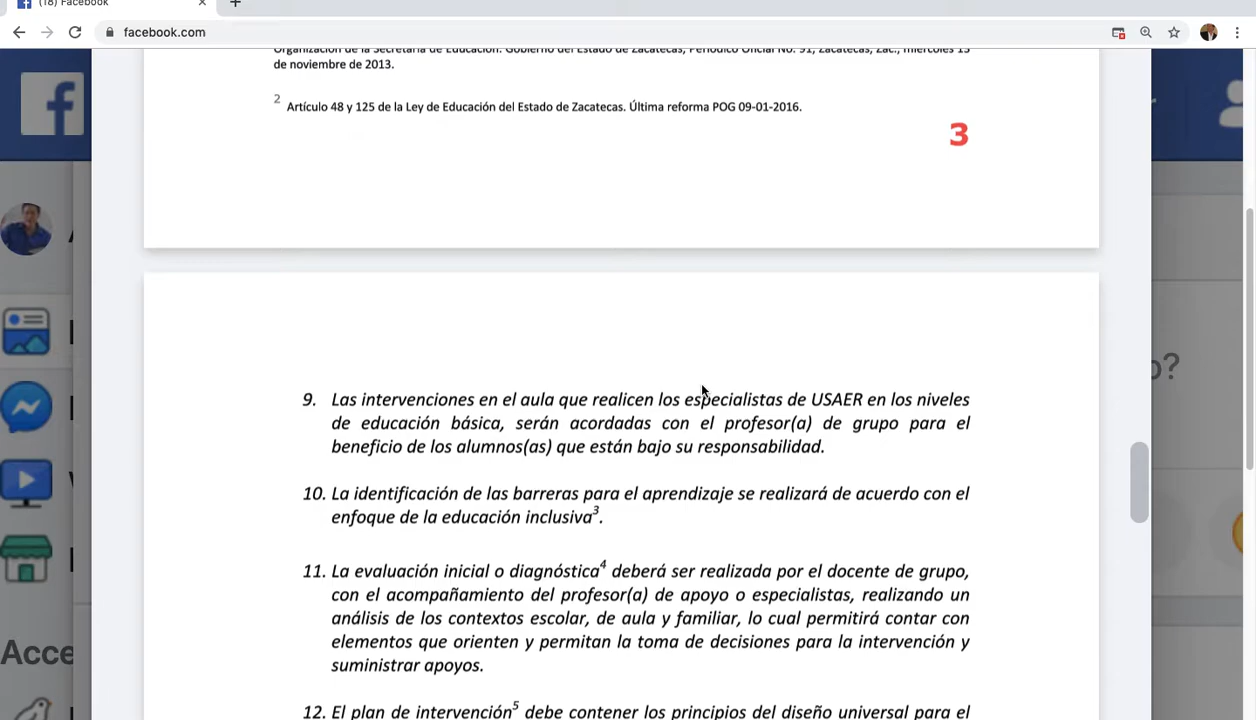 (18) Facebook
facebook.com
Organización de la Secretaría de Educación. Gobierno del Estado de Zacatecas, Periódico Oficial No. 91, Zacatecas, Zac., miércoles 13
de noviembre de 2013.
2 Artículo 48 y 125 de la Ley de Educación del Estado de Zacatecas. Última reforma POG 09-01-2016.
3
9. Las intervenciones en el aula que realicen los especialistas de USAER en los niveles
de educación básica, serán acordadas con el profesor(a) de grupo para el
beneficio de los alumnos(as) que están bajo su responsabilidad.
10. La identificación de las barreras para el aprendizaje se realizará de acuerdo con el
enfoque de la educación inclusiva3.
11. La evaluación inicial o diagnóstica4 deberá ser realizada por el docente de grupo,
con el acompañamiento del profesor(a) de apoyo o especialistas, realizando un
análisis de los contextos escolar, de aula y familiar, lo cual permitirá contar con
elementos que orienten y permitan la toma de decisiones para la intervención y
suministrar apoyos.
12. El plan de intervención5 debe contener los principios del diseño universal para el
Acce
o?